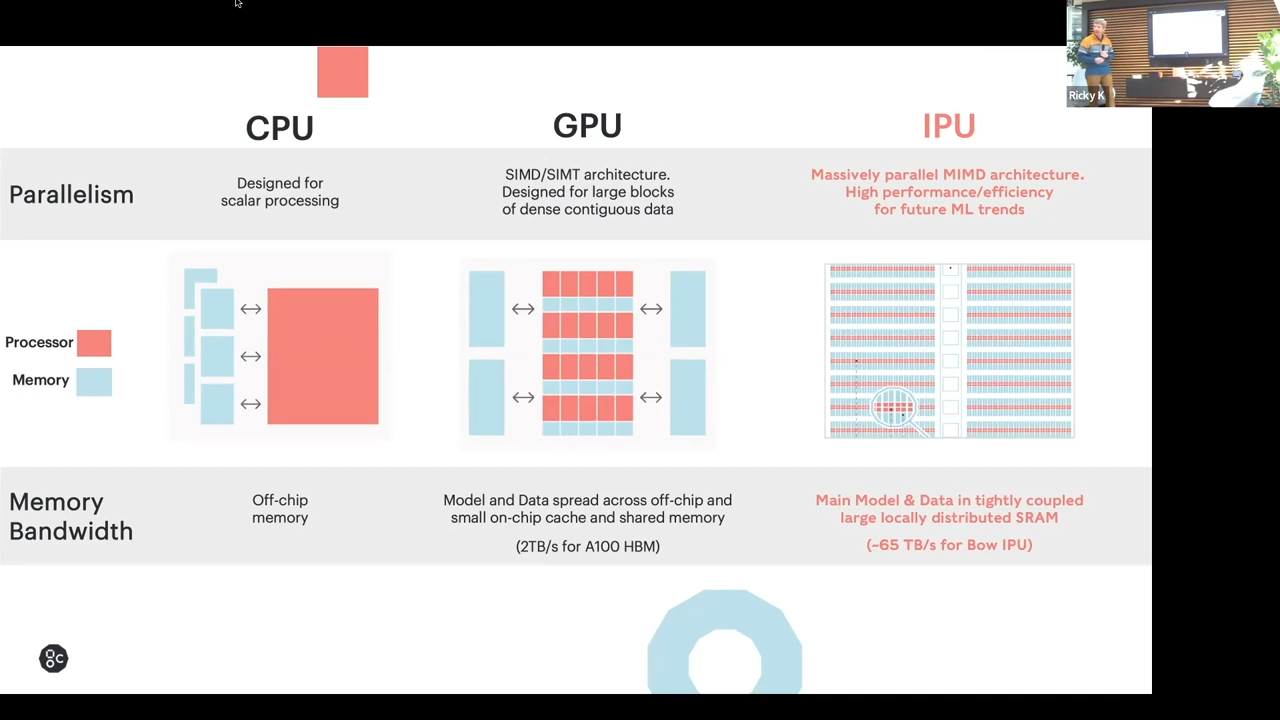 Ricky K
CPU
GPU
IPU
Parallelism
Designed for
scalar processing
SIMD/SIMT architecture.
Designed for large blocks
of dense contiguous data
Massively parallel MIMD architecture.
High performance/efficiency
for future ML trends
Processor
Memory
Memory
Bandwidth
Off-chip
memory
Model and Data spread across off-chip and
small on-chip cache and shared memory
(2TB/s for A100 HBM)
Main Model & Data in tightly coupled
large locally distributed SRAM
(~65 TB/s for Bow IPU)